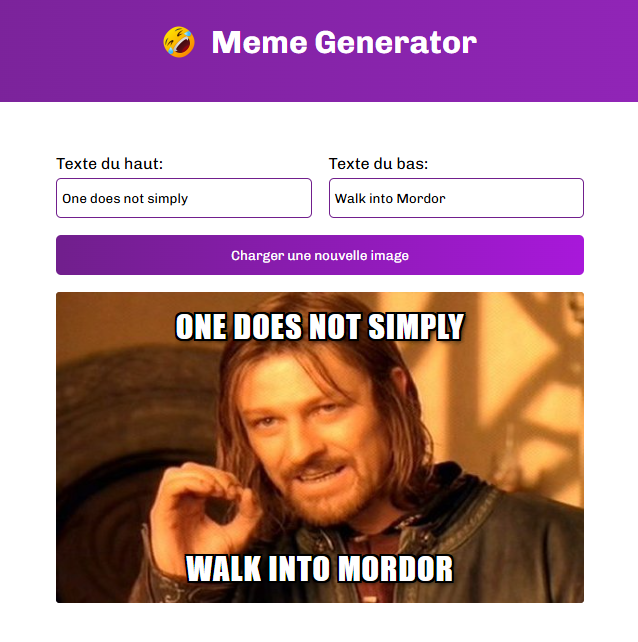 🤣 Meme Generator
Texte du haut: Texte du bas:
One does not simply Walk into Mordor
Charger une nouvelle image
ONE DOES NOT SIMPLY
WALK INTO MORDOR